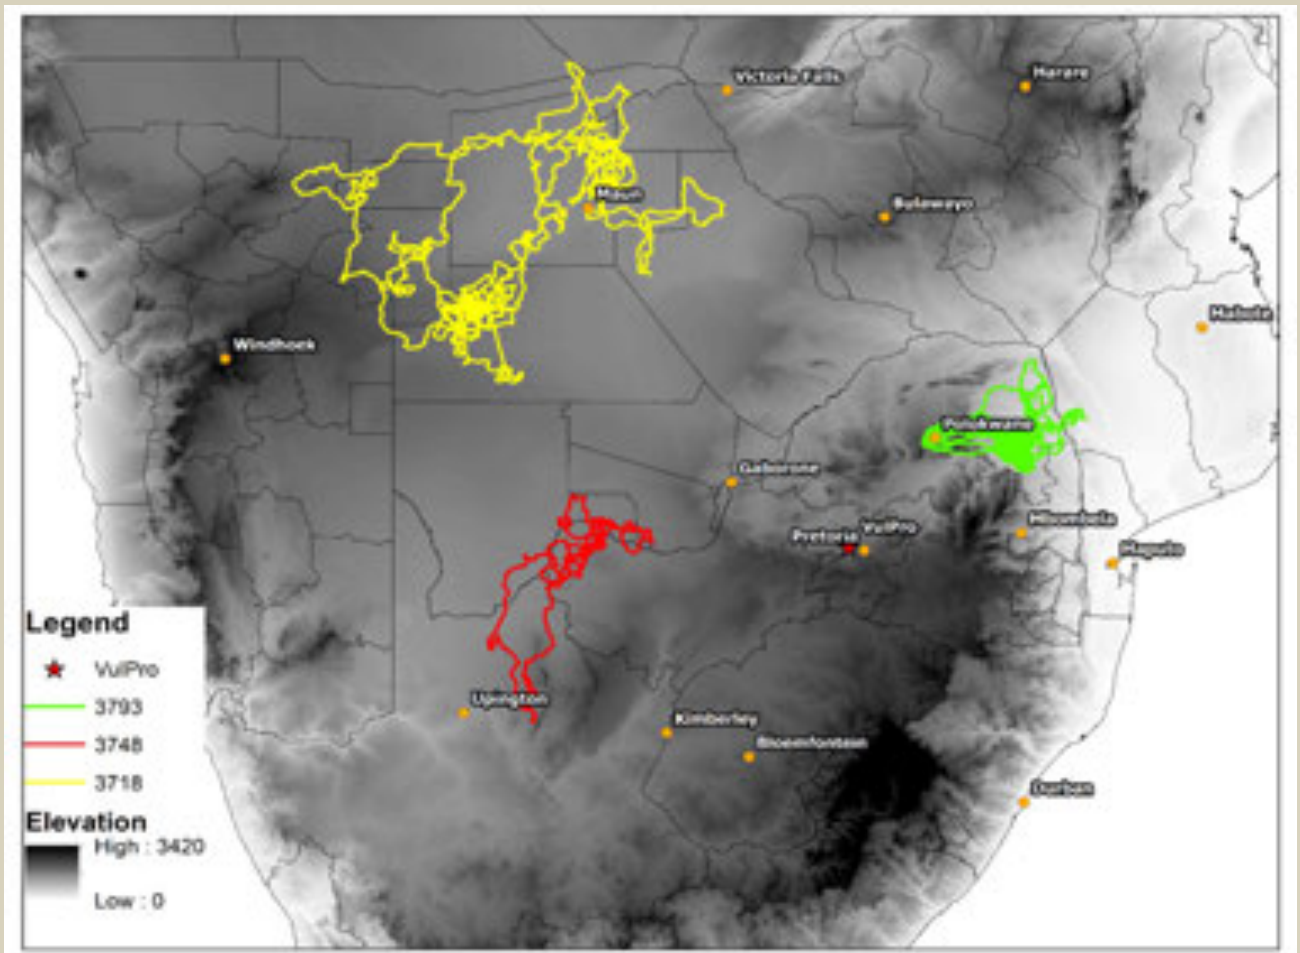 Victoria Falls
Harare
Maun
Bulawayo
Windhoek
Polokwane
Gaborone
Mbombela
Pretoria
VulPro
Maputo
Upington
Kimberley
Bloemfontein
Durban
Legend
VulPro
3793
3748
3718
Elevation
High : 3420
Low : 0